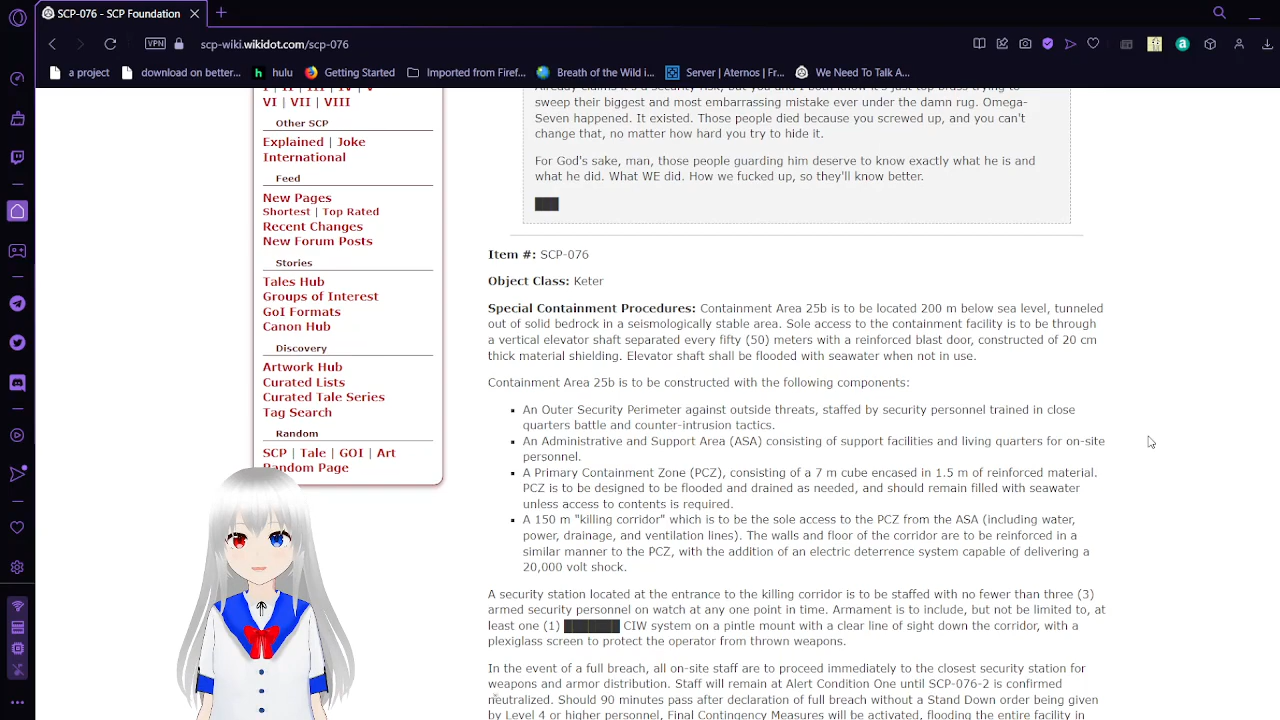 SCP-076 - SCP Foundation
VPN
scp-wiki.wikidot.com/scp-076
a project
download on better...
hulu
Getting Started
Imported from Firef...
Breath of the Wild i...
Server | Aternos | Fr...
We Need To Talk A...
I | II | III | IV | V
VI | VII | VIII
Other SCP
Explained | Joke
International
Feed
New Pages
Shortest | Top Rated
Recent Changes
New Forum Posts
Stories
Tales Hub
Groups of Interest
GoI Formats
Canon Hub
Discovery
Artwork Hub
Curated Lists
Curated Tale Series
Tag Search
Random
SCP | Tale | GOI | Art
Random Page
Already claims it's a security risk, but you and I both know it's just top brass trying to
sweep their biggest and most embarrassing mistake ever under the damn rug. Omega-
Seven happened. It existed. Those people died because you screwed up, and you can't
change that, no matter how hard you try to hide it.
For God's sake, man, those people guarding him deserve to know exactly what he is and
what he did. What WE did. How we fucked up, so they'll know better.
Item #: SCP-076
Object Class: Keter
Special Containment Procedures: Containment Area 25b is to be located 200 m below sea level, tunneled
out of solid bedrock in a seismologically stable area. Sole access to the containment facility is to be through
a vertical elevator shaft separated every fifty (50) meters with a reinforced blast door, constructed of 20 cm
thick material shielding. Elevator shaft shall be flooded with seawater when not in use.
Containment Area 25b is to be constructed with the following components:
▪ An Outer Security Perimeter against outside threats, staffed by security personnel trained in close
quarters battle and counter-intrusion tactics.
▪ An Administrative and Support Area (ASA) consisting of support facilities and living quarters for on-site
personnel.
▪ A Primary Containment Zone (PCZ), consisting of a 7 m cube encased in 1.5 m of reinforced material.
PCZ is to be designed to be flooded and drained as needed, and should remain filled with seawater
unless access to contents is required.
▪ A 150 m "killing corridor" which is to be the sole access to the PCZ from the ASA (including water,
power, drainage, and ventilation lines). The walls and floor of the corridor are to be reinforced in a
similar manner to the PCZ, with the addition of an electric deterrence system capable of delivering a
20,000 volt shock.
A security station located at the entrance to the killing corridor is to be staffed with no fewer than three (3)
armed security personnel on watch at any one point in time. Armament is to include, but not be limited to, at
least one (1) ███████ CIW system on a pintle mount with a clear line of sight down the corridor, with a
plexiglass screen to protect the operator from thrown weapons.
In the event of a full breach, all on-site staff are to proceed immediately to the closest security station for
weapons and armor distribution. Staff will remain at Alert Condition One until SCP-076-2 is confirmed
neutralized. Should 90 minutes pass after declaration of full breach without a Stand Down order being given
by Level 4 or higher personnel, Final Contingency Measures will be activated, flooding the entire facility in